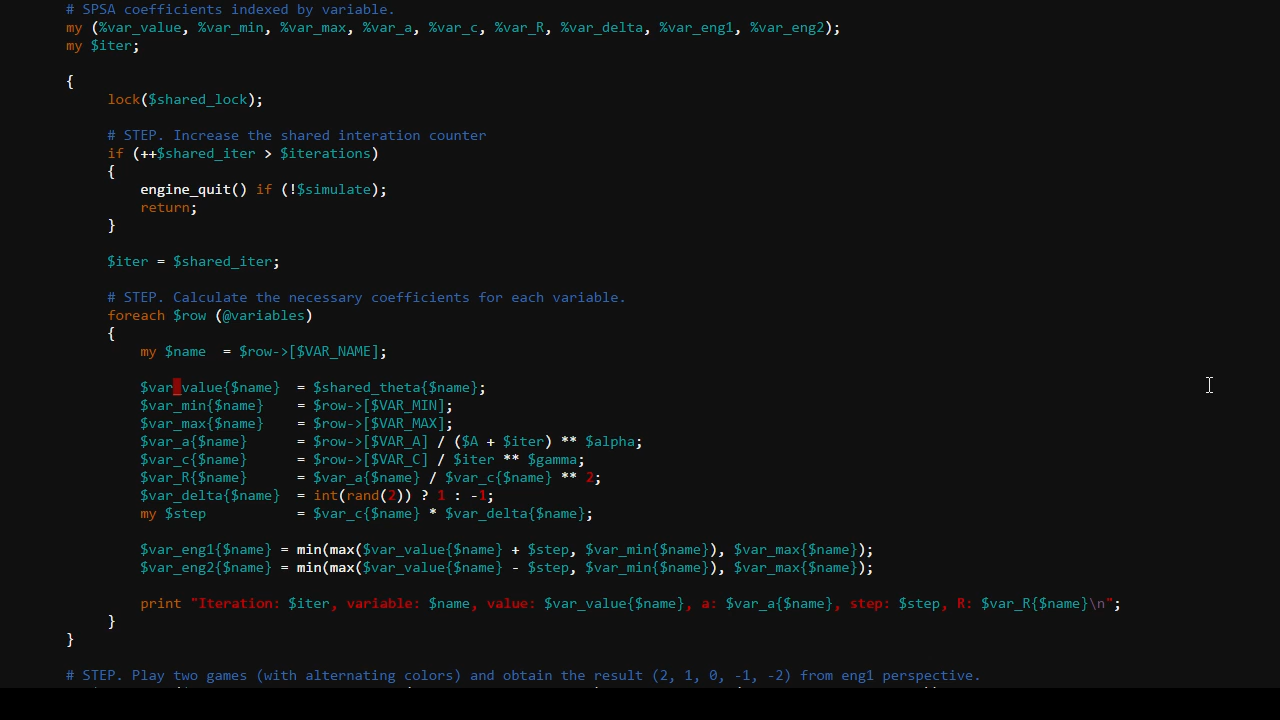 # SPSA coefficients indexed by variable.
my (%var_value, %var_min, %var_max, %var_a, %var_c, %var_R, %var_delta, %var_eng1, %var_eng2);
my $iter;
{
lock($shared_lock);
# STEP. Increase the shared interation counter
if (++$shared_iter > $iterations)
{
engine_quit() if (!$simulate);
return;
}
$iter = $shared_iter;
# STEP. Calculate the necessary coefficients for each variable.
foreach $row (@variables)
{
my $name  = $row->[$VAR_NAME];
$var_value{$name}  = $shared_theta{$name};
$var_min{$name}    = $row->[$VAR_MIN];
$var_max{$name}    = $row->[$VAR_MAX];
$var_a{$name}      = $row->[$VAR_A] / ($A + $iter) ** $alpha;
$var_c{$name}      = $row->[$VAR_C] / $iter ** $gamma;
$var_R{$name}      = $var_a{$name} / $var_c{$name} ** 2;
$var_delta{$name}  = int(rand(2)) ? 1 : -1;
my $step           = $var_c{$name} * $var_delta{$name};
$var_eng1{$name} = min(max($var_value{$name} + $step, $var_min{$name}), $var_max{$name});
$var_eng2{$name} = min(max($var_value{$name} - $step, $var_min{$name}), $var_max{$name});
print "Iteration: $iter, variable: $name, value: $var_value{$name}, a: $var_a{$name}, step: $step, R: $var_R{$name}\n";
}
}
# STEP. Play two games (with alternating colors) and obtain the result (2, 1, 0, -1, -2) from eng1 perspective.